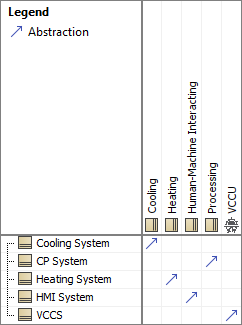 Legend
Abstraction
Cooling
Heating
Human-Machine Interacting
Processing
VCCU
Cooling System
CP System
Heating System
HMI System
VCCS